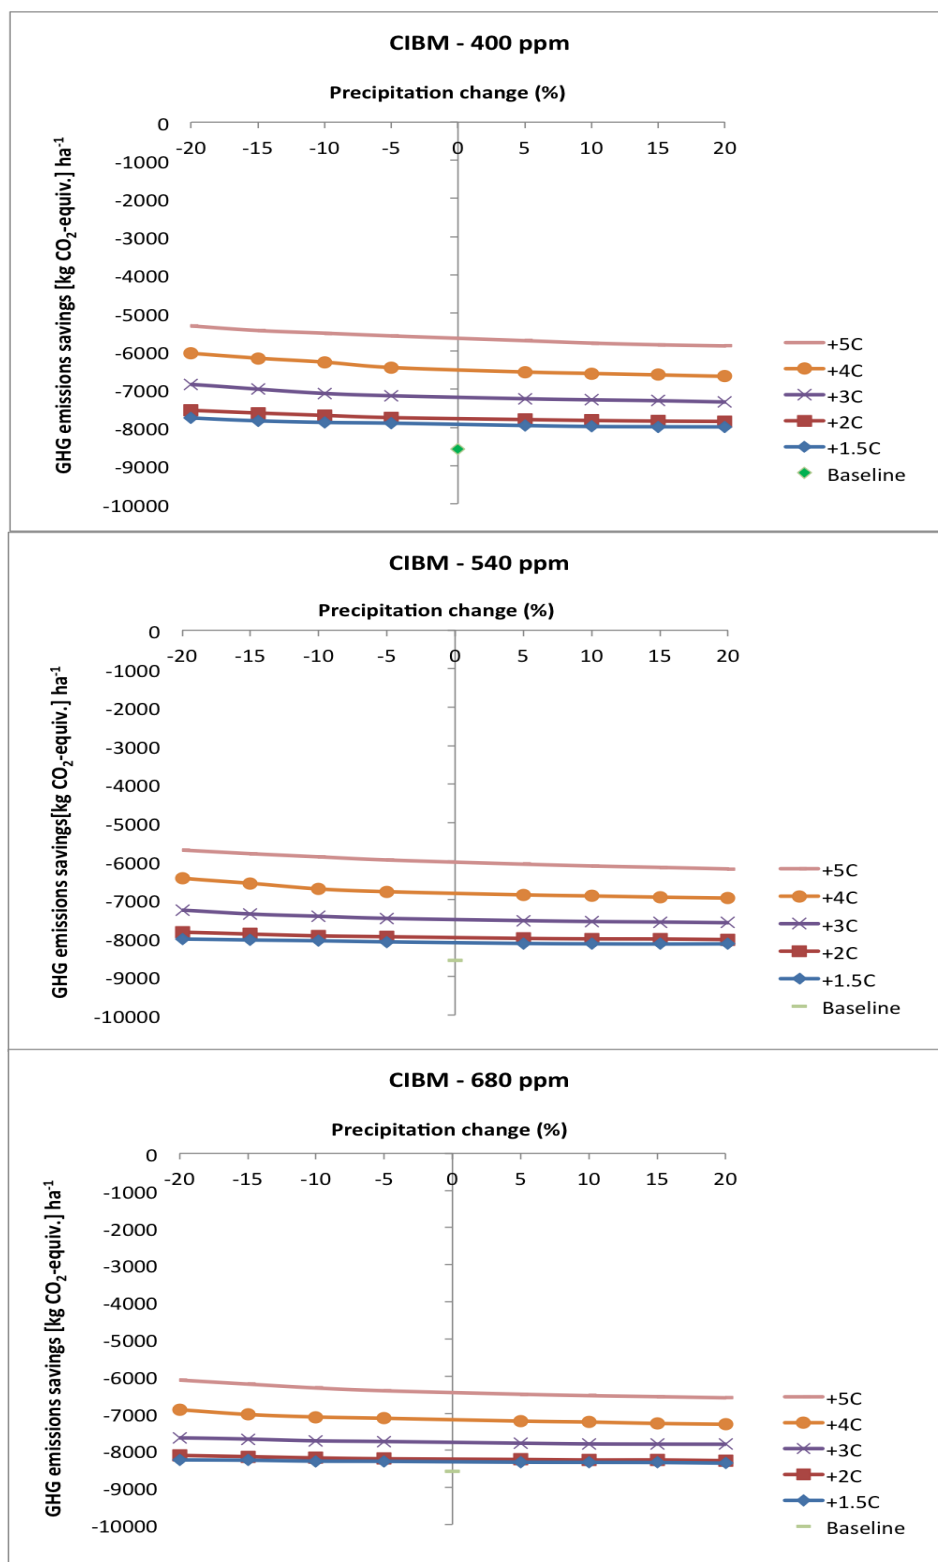 CIBM - 400 ppm
Precipitation change (%)
GHG emissions savings [kg CO2-equiv.] ha-1
0
-20 -15 -10 -5 0 5 10 15 20
-1000
-2000
-3000
-4000
-5000
-6000
-7000
-8000
-9000
-10000
+5C
+4C
+3C
+2C
+1.5C
Baseline
CIBM - 540 ppm
Precipitation change (%)
GHG emissions savings[kg CO2-equiv.] ha-1
0
-20 -15 -10 -5 0 5 10 15 20
-1000
-2000
-3000
-4000
-5000
-6000
-7000
-8000
-9000
-10000
+5C
+4C
+3C
+2C
+1.5C
Baseline
CIBM - 680 ppm
Precipitation change (%)
GHG emissions savings [kg CO2-equiv.] ha-1
0
-20 -15 -10 -5 0 5 10 15 20
-1000
-2000
-3000
-4000
-5000
-6000
-7000
-8000
-9000
-10000
+5C
+4C
+3C
+2C
+1.5C
Baseline